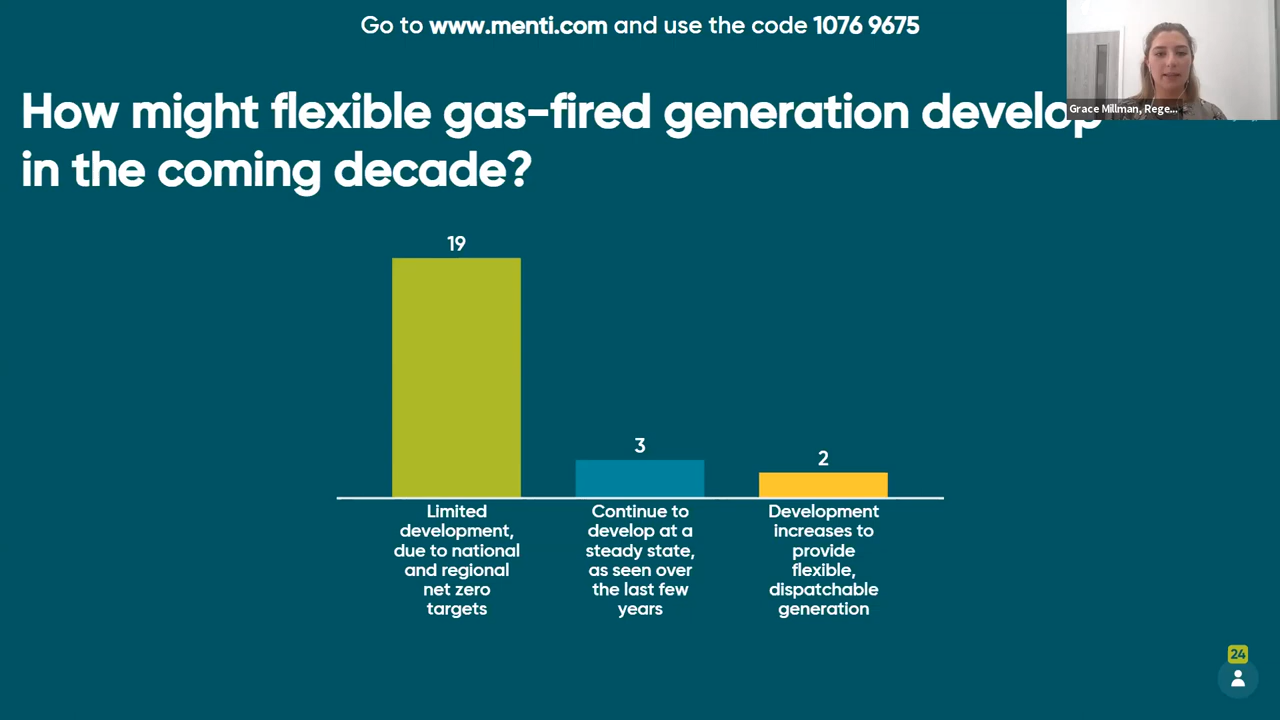 Go to www.menti.com and use the code 1076 9675
Grace Millman, Rege...
How might flexible gas-fired generation develop
in the coming decade?
19
3
2
Limited
development,
due to national
and regional
net zero
targets
Continue to
develop at a
steady state,
as seen over
the last few
years
Development
increases to
provide
flexible,
dispatchable
generation
24